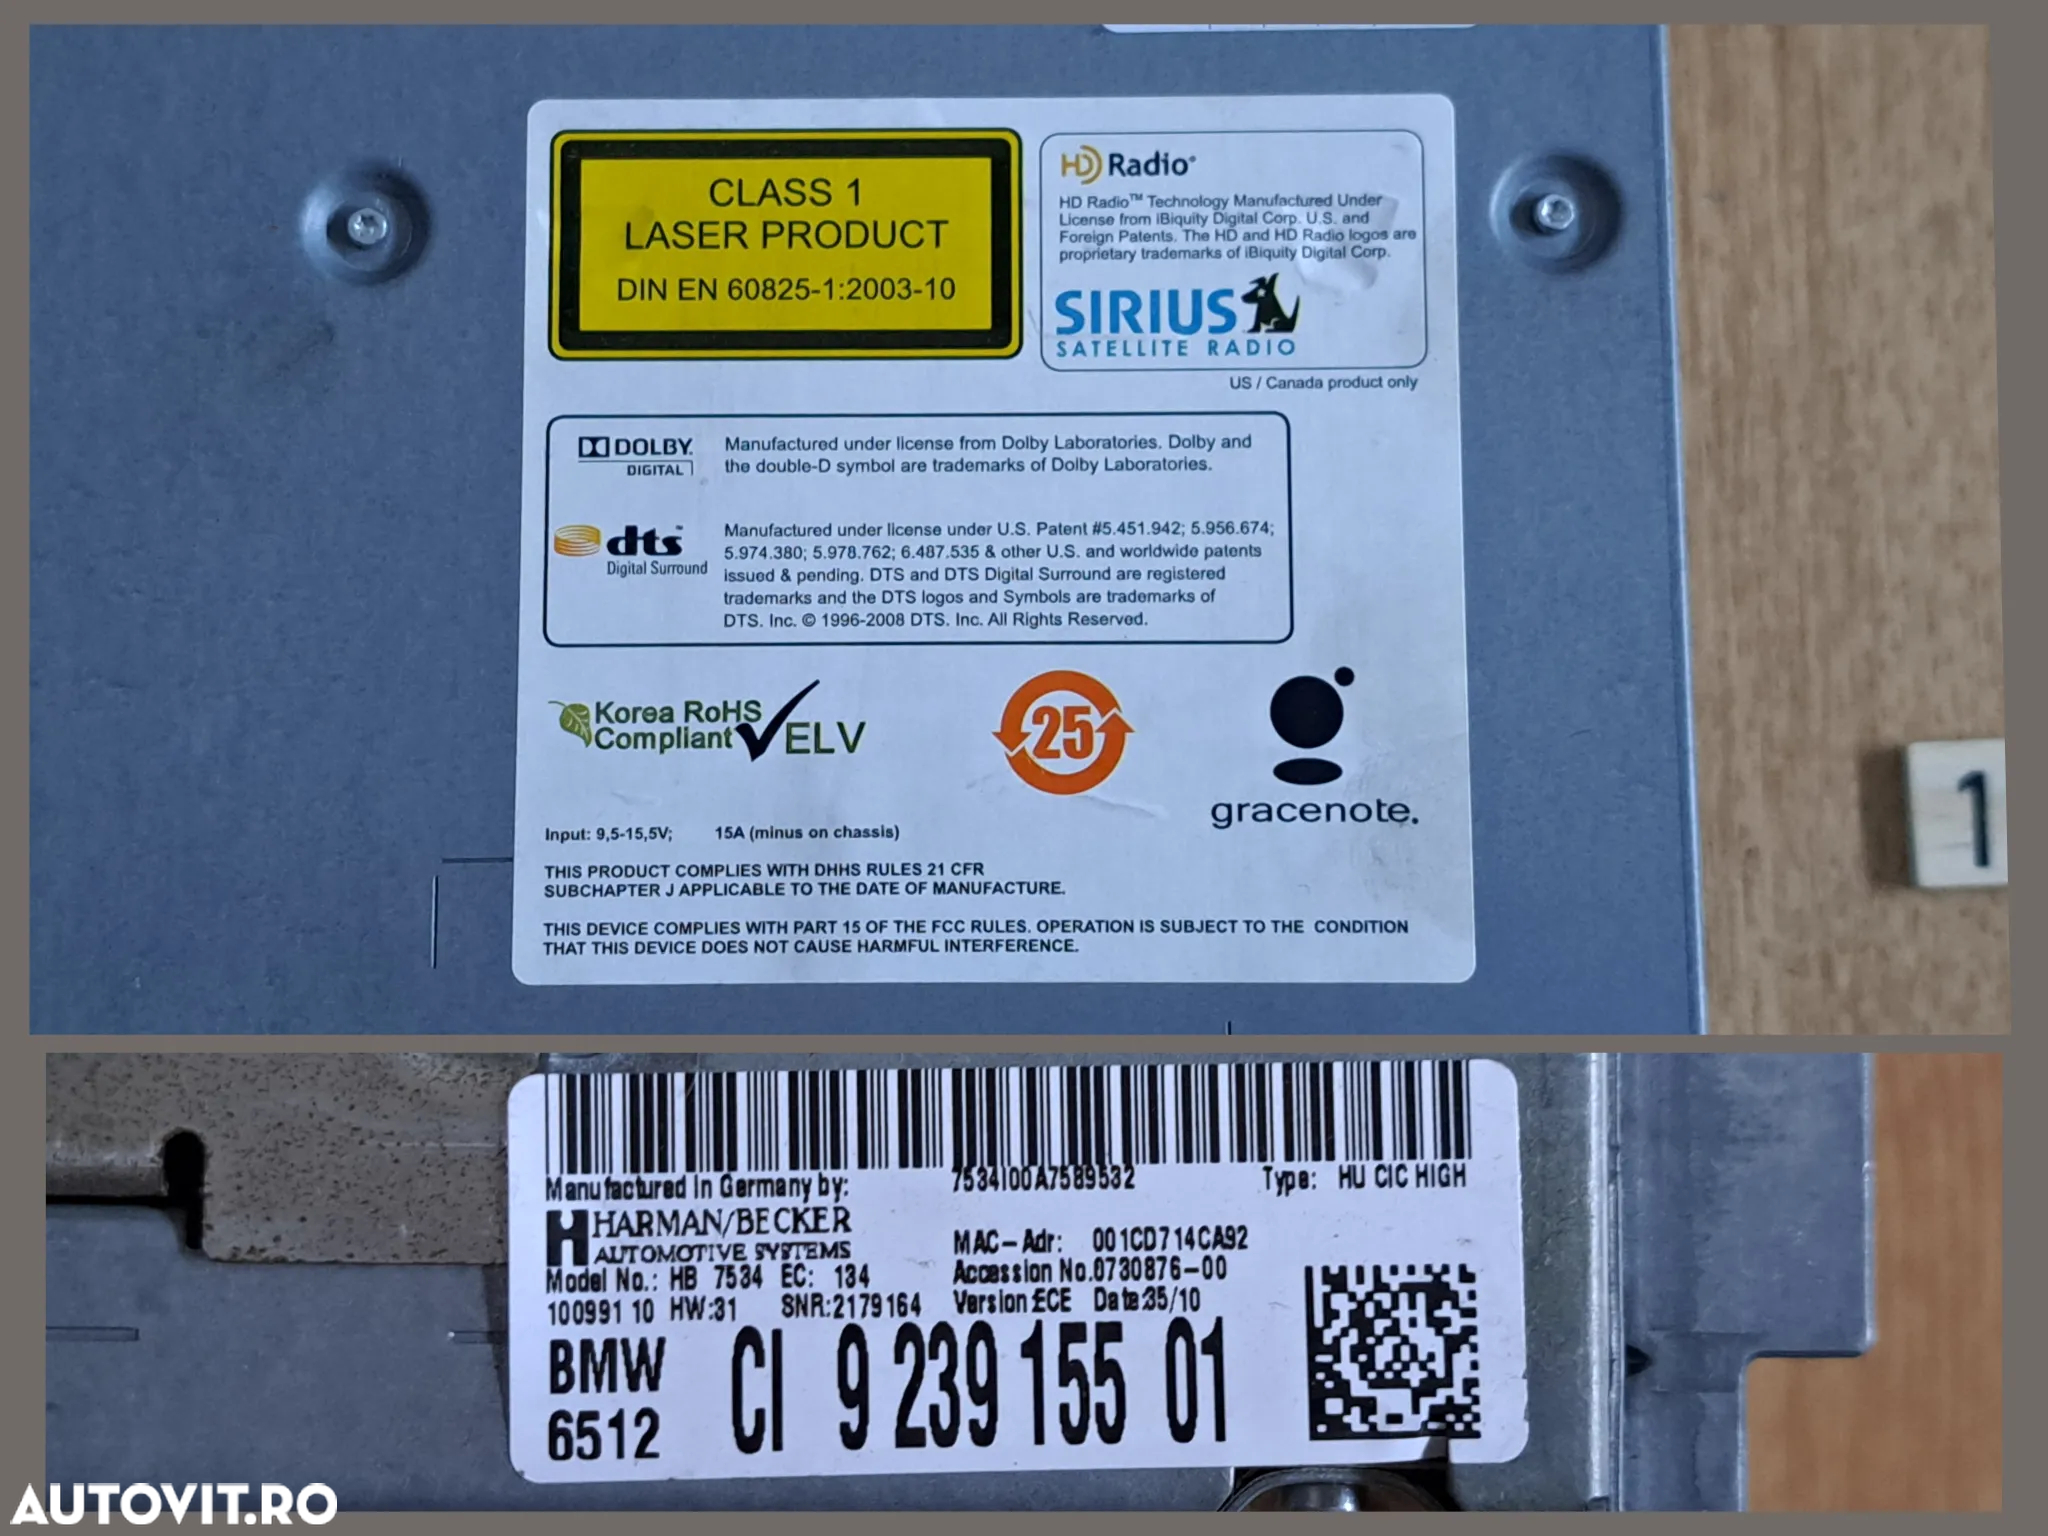 CLASS 1
LASER PRODUCT
DIN EN 60825-1:2003-10
HD Radio®
HD Radio™ Technology Manufactured Under
License from iBiquity Digital Corp. U.S. and
Foreign Patents. The HD and HD Radio logos are
proprietary trademarks of iBiquity Digital Corp.
SIRIUS
SATELLITE RADIO
US / Canada product only
DOLBY
DIGITAL
Manufactured under license from Dolby Laboratories. Dolby and
the double-D symbol are trademarks of Dolby Laboratories.
dts™
Digital Surround
Manufactured under license under U.S. Patent #5.451.942; 5.956.674;
5.974.380; 5.978.762; 6.487.535 & other U.S. and worldwide patents
issued & pending. DTS and DTS Digital Surround are registered
trademarks and the DTS logos and Symbols are trademarks of
DTS. Inc. © 1996-2008 DTS. Inc. All Rights Reserved.
Korea RoHS
Compliant
ELV
25
gracenote.
Input: 9,5-15,5V; 15A (minus on chassis)
THIS PRODUCT COMPLIES WITH DHHS RULES 21 CFR
SUBCHAPTER J APPLICABLE TO THE DATE OF MANUFACTURE.
THIS DEVICE COMPLIES WITH PART 15 OF THE FCC RULES. OPERATION IS SUBJECT TO THE CONDITION
THAT THIS DEVICE DOES NOT CAUSE HARMFUL INTERFERENCE.
1
Manufactured in Germany by: 7534I00A7589532 Type: HU CIC HIGH
HARMAN/BECKER
AUTOMOTIVE SYSTEMS
MAC-Adr: 001CD714CA92
Model No.: HB 7534 EC: 134 Accession No.0730876-00
100991 10 HW:31 SNR:2179164 Version:ECE Date:35/10
BMW CI 9 239 155 01
6512
AUTOVIT.RO